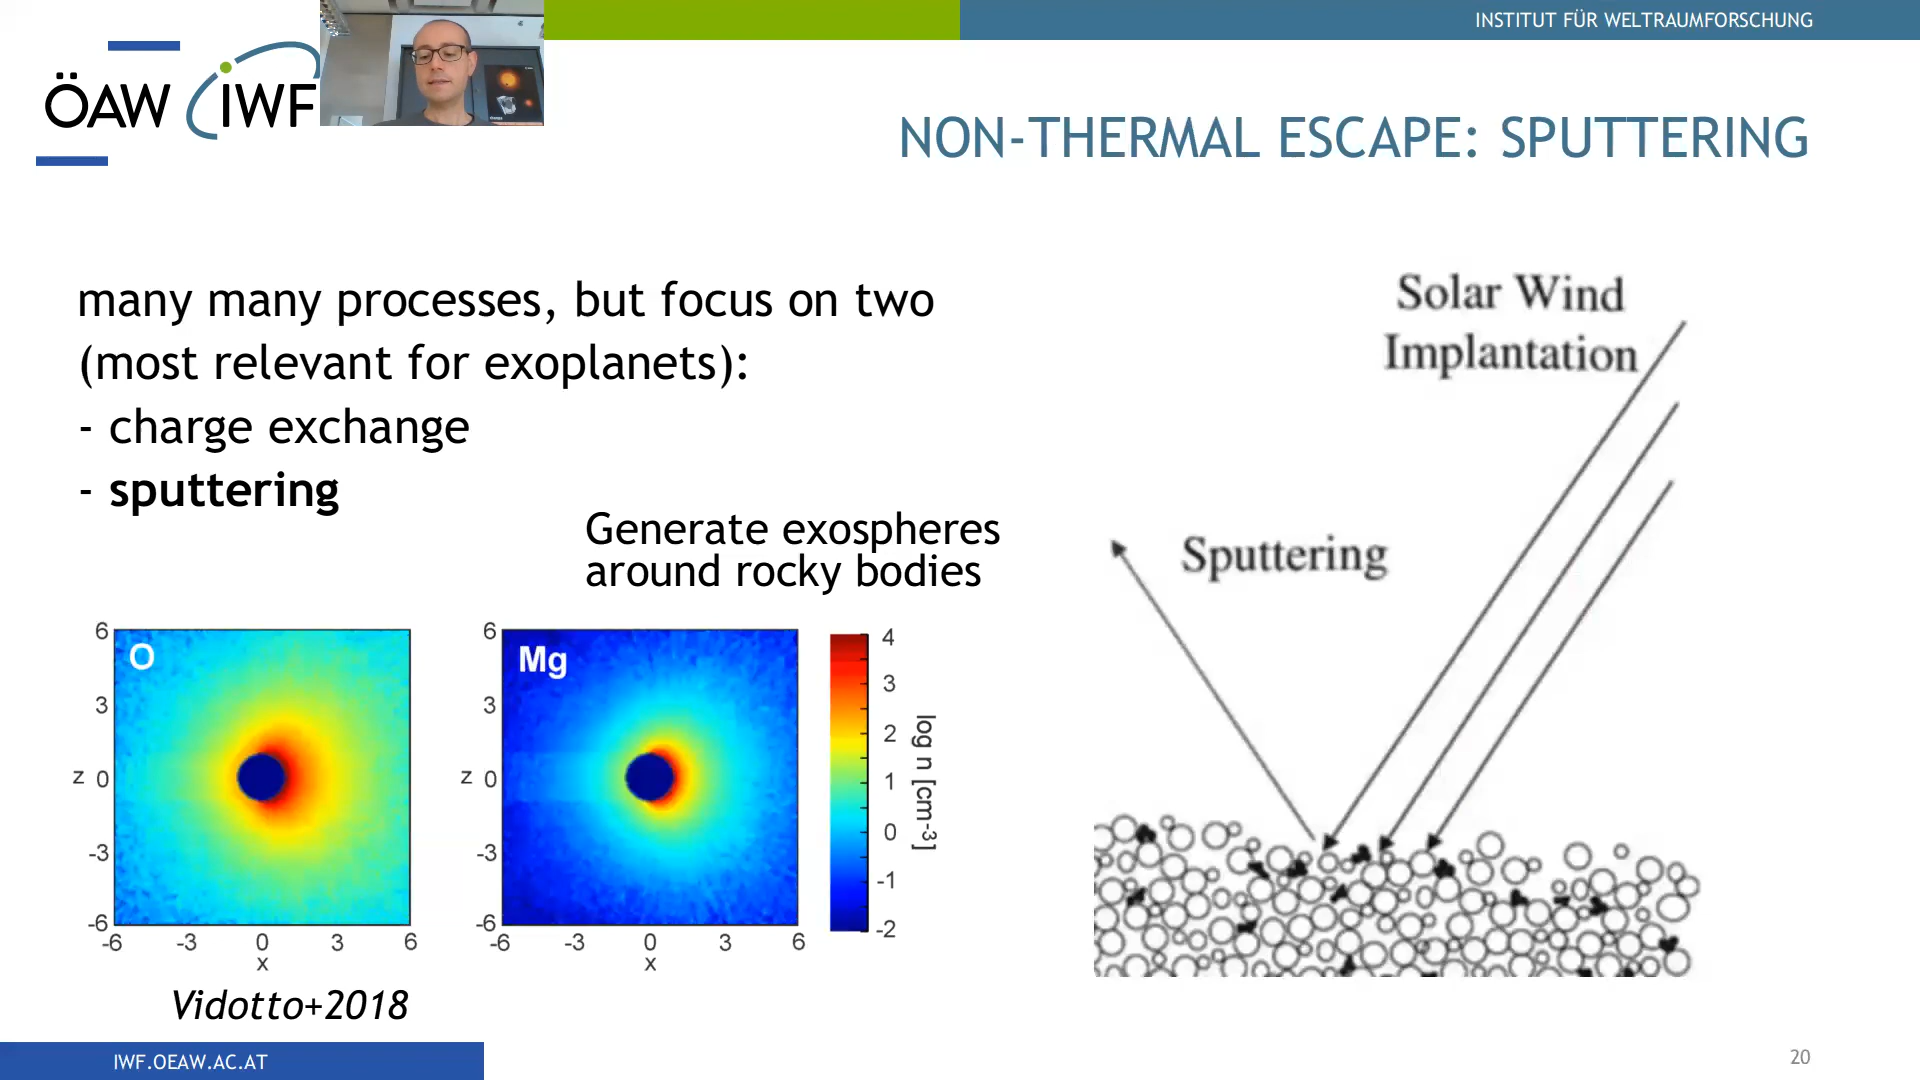 INSTITUT FÜR WELTRAUMFORSCHUNG
ÖAW IWF
NON-THERMAL ESCAPE: SPUTTERING
many many processes, but focus on two
(most relevant for exoplanets):
- charge exchange
- sputtering
Generate exospheres
around rocky bodies
Solar Wind
Implantation
Sputtering
O
6
3
z 0
-3
-6
-6 -3 0 3 6
x
Mg
6
3
z 0
-3
-6
-6 -3 0 3 6
x
4
3
2
1
0
-1
-2
log n [cm-3]
Vidotto+2018
IWF.OEAW.AC.AT
20